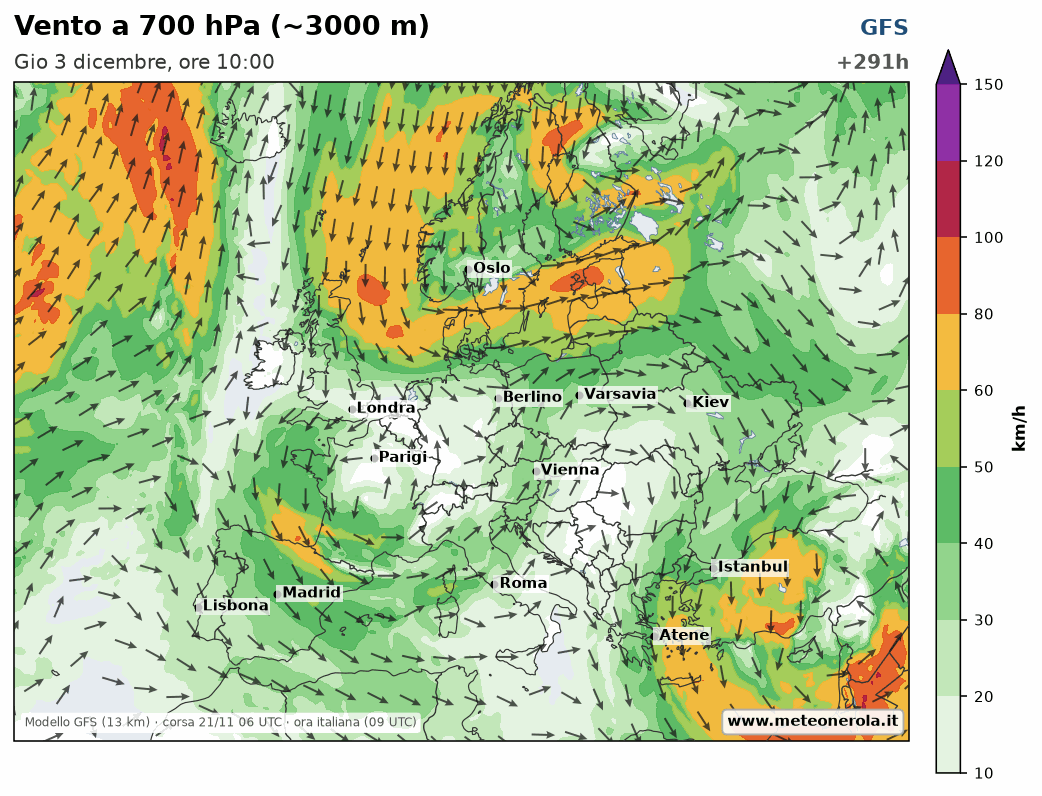 Vento a 700 hPa (~3000 m)
GFS
Gio 3 dicembre, ore 10:00
+291h
150
120
100
80
60
50
40
30
20
10
km/h
Oslo
Berlino
Varsavia
Kiev
Londra
Parigi
Vienna
Istanbul
Roma
Madrid
Lisbona
Atene
Modello GFS (13 km) · corsa 21/11 06 UTC · ora italiana (09 UTC)
www.meteonerola.it